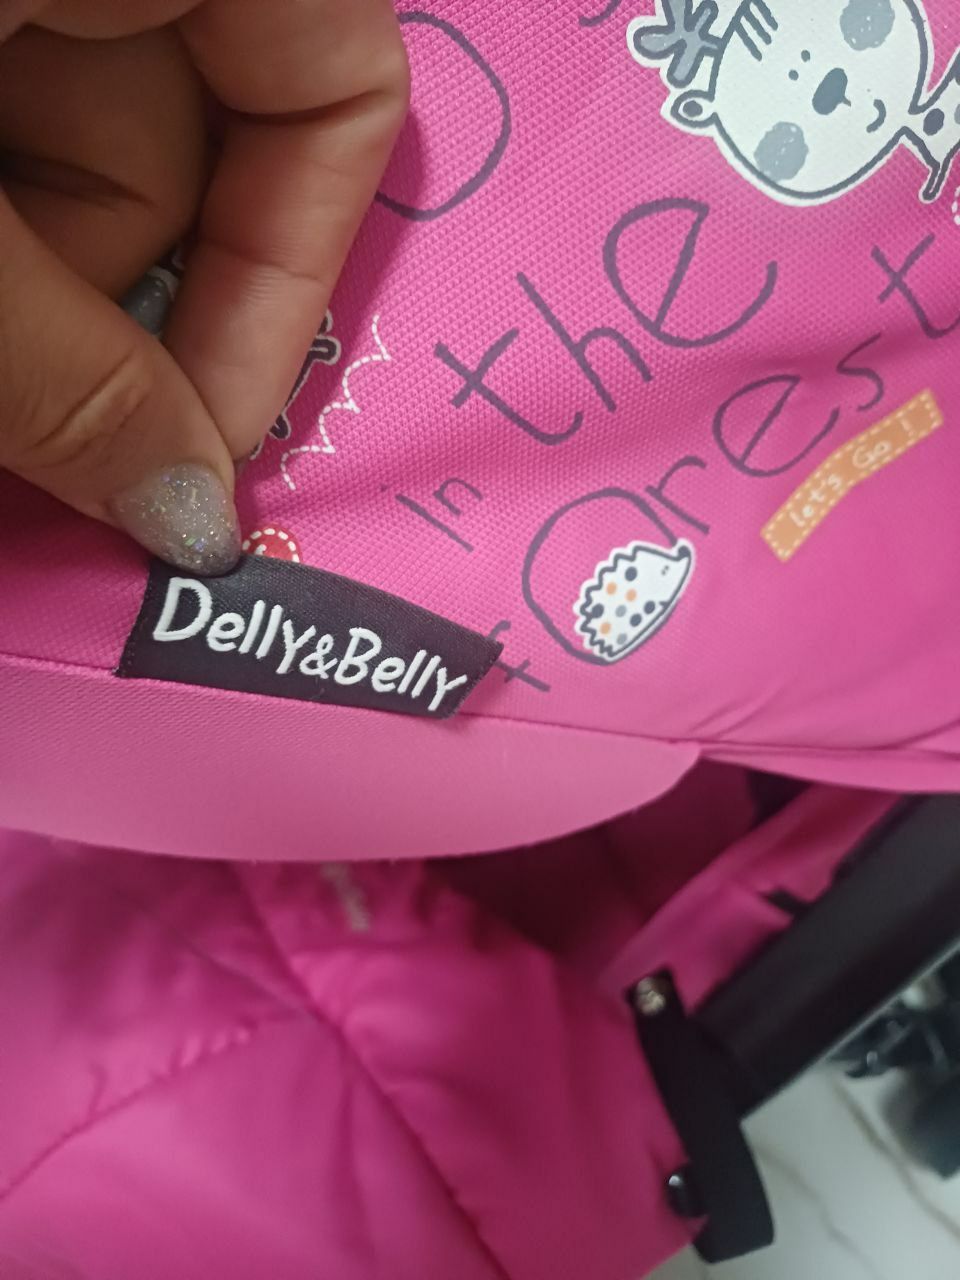 in the
forest
Let's Go!
Delly&Belly